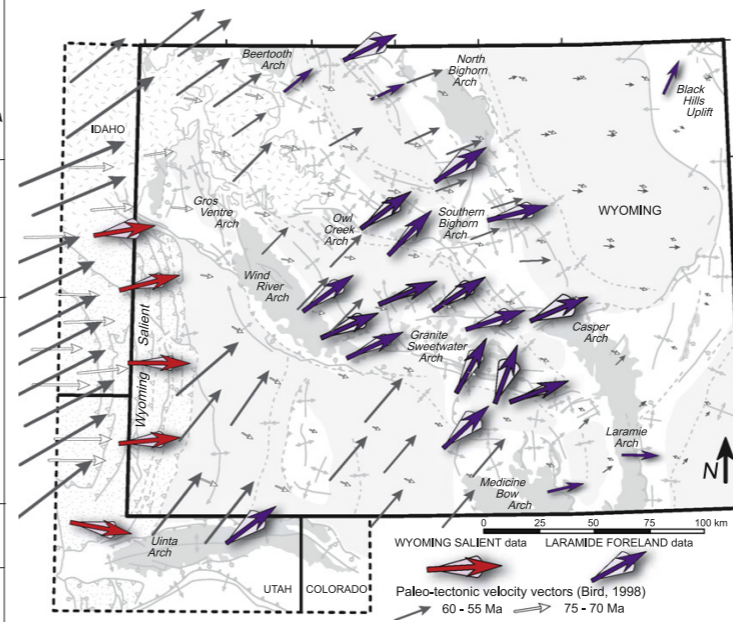 Beertooth
Arch
North
Bighorn
Arch
Black
Hills
Uplift
IDAHO
Gros
Ventre
Arch
Owl
Creek
Arch
Southern
Bighorn
Arch
WYOMING
Wind
River
Arch
Wyoming Salient
Granite
Sweetwater
Arch
Casper
Arch
Laramie
Arch
N
Medicine
Bow
Arch
Uinta
Arch
0 25 50 75 100 km
WYOMING SALIENT data LARAMIDE FORELAND data
UTAH COLORADO
Paleo-tectonic velocity vectors (Bird, 1998)
60 - 55 Ma 75 - 70 Ma